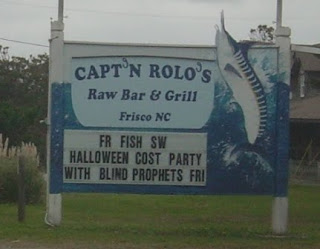 CAPT'N ROLO'S
Raw Bar & Grill
Frisco NC
FR FISH SW
HALLOWEEN COST PARTY
WITH BLIND PROPHETS FRI